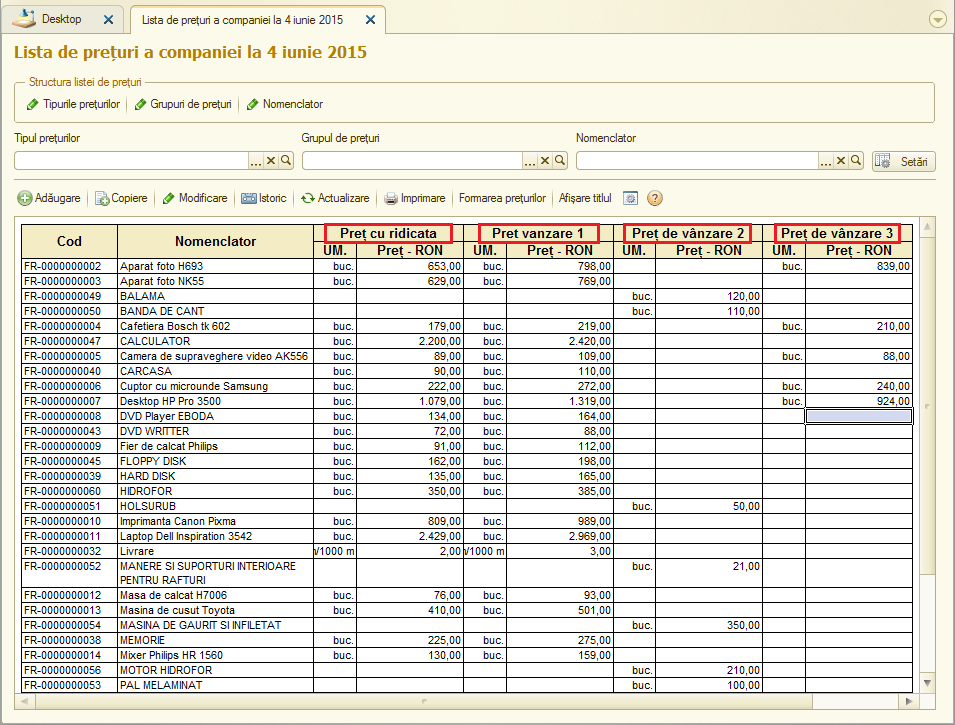 Desktop
Lista de prețuri a companiei la 4 iunie 2015
Lista de prețuri a companiei la 4 iunie 2015
Structura listei de prețuri
Tipurile prețurilor Grupuri de prețuri Nomenclator
Tipul prețurilor Grupul de prețuri Nomenclator
... ... ... Setări
Adăugare Copiere Modificare Istoric Actualizare Imprimare Formarea prețurilor Afișare titlul ?
Cod Nomenclator Preț cu ridicata Pret vanzare 1 Preț de vânzare 2 Preț de vânzare 3
UM. Preț - RON UM. Preț - RON UM. Preț - RON UM. Preț - RON
FR-0000000002 Aparat foto H693 buc. 653,00 buc. 798,00 buc. 839,00
FR-0000000003 Aparat foto NK55 buc. 629,00 buc. 769,00
FR-0000000049 BALAMA buc. 120,00
FR-0000000050 BANDA DE CANT buc. 110,00
FR-0000000004 Cafetiera Bosch tk 602 buc. 179,00 buc. 219,00 buc. 210,00
FR-0000000047 CALCULATOR buc. 2.200,00 buc. 2.420,00
FR-0000000005 Camera de supraveghere video AK556 buc. 89,00 buc. 109,00 buc. 88,00
FR-0000000040 CARCASA buc. 90,00 buc. 110,00
FR-0000000006 Cuptor cu microunde Samsung buc. 222,00 buc. 272,00 buc. 240,00
FR-0000000007 Desktop HP Pro 3500 buc. 1.079,00 buc. 1.319,00 buc. 924,00
FR-0000000008 DVD Player EBODA buc. 134,00 buc. 164,00
FR-0000000043 DVD WRITTER buc. 72,00 buc. 88,00
FR-0000000009 Fier de calcat Philips buc. 91,00 buc. 112,00
FR-0000000045 FLOPPY DISK buc. 162,00 buc. 198,00
FR-0000000039 HARD DISK buc. 135,00 buc. 165,00
FR-0000000060 HIDROFOR buc. 350,00 buc. 385,00
FR-0000000051 HOLSURUB buc. 50,00
FR-0000000010 Imprimanta Canon Pixma buc. 809,00 buc. 989,00
FR-0000000011 Laptop Dell Inspiration 3542 buc. 2.429,00 buc. 2.969,00
FR-0000000032 Livrare /1000 m 2,00 /1000 m 3,00
FR-0000000052 MANERE SI SUPORTURI INTERIOARE buc. 21,00
PENTRU RAFTURI
FR-0000000012 Masa de calcat H7006 buc. 76,00 buc. 93,00
FR-0000000013 Masina de cusut Toyota buc. 410,00 buc. 501,00
FR-0000000054 MASINA DE GAURIT SI INFILETAT buc. 350,00
FR-0000000038 MEMORIE buc. 225,00 buc. 275,00
FR-0000000014 Mixer Philips HR 1560 buc. 130,00 buc. 159,00
FR-0000000056 MOTOR HIDROFOR buc. 210,00
FR-0000000053 PAL MELAMINAT buc. 100,00